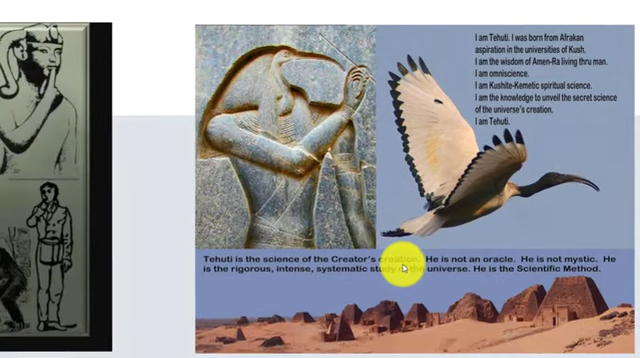 I am Tehuti. I was born from Afrakan
aspiration in the universities of Kush.
I am the wisdom of Amen-Ra living thru man.
I am omniscience.
I am Kushite-Kemetic spiritual science.
I am the knowledge to unveil the secret science
of the universe's creation.
I am Tehuti.
Tehuti is the science of the Creator's creation. He is not an oracle. He is not mystic. He
is the rigorous, intense, systematic study of the universe. He is the Scientific Method.